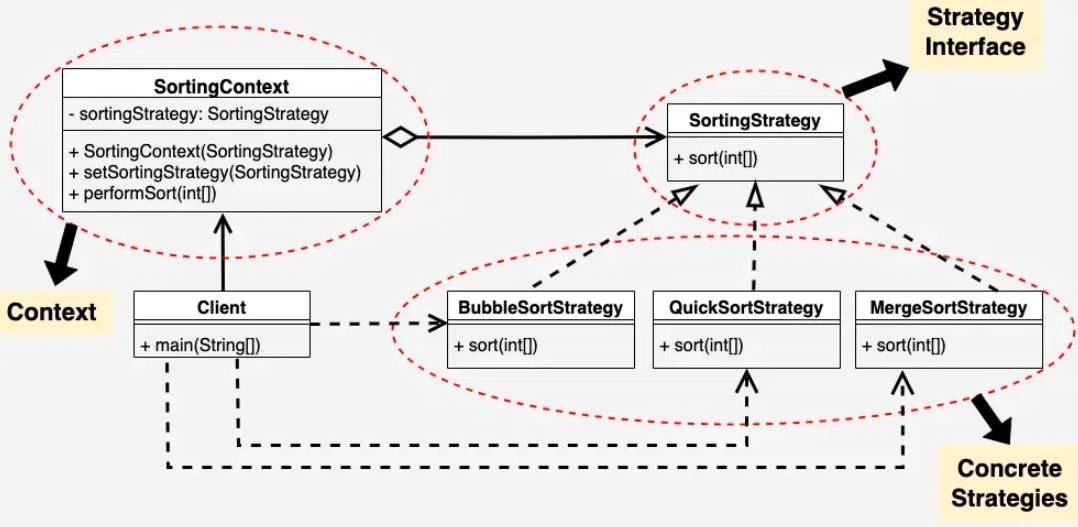 Strategy
Interface
SortingContext
- sortingStrategy: SortingStrategy
+ SortingContext(SortingStrategy)
+ setSortingStrategy(SortingStrategy)
+ performSort(int[])
SortingStrategy
+ sort(int[])
Context
Client
+ main(String[])
BubbleSortStrategy
+ sort(int[])
QuickSortStrategy
+ sort(int[])
MergeSortStrategy
+ sort(int[])
Concrete
Strategies